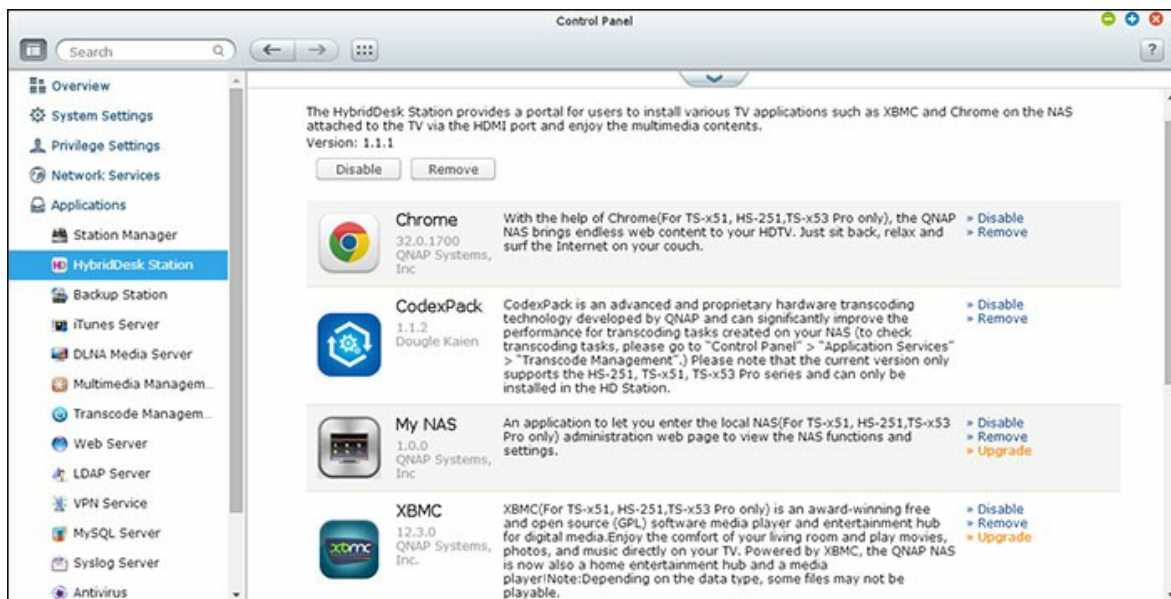 Control Panel
Search
?
Overview
System Settings
Privilege Settings
Network Services
Applications
Station Manager
HD HybridDesk Station
Backup Station
iTunes Server
DLNA Media Server
Multimedia Managem...
Transcode Managem...
Web Server
LDAP Server
VPN Service
MySQL Server
Syslog Server
Antivirus
The HybridDesk Station provides a portal for users to install various TV applications such as XBMC and Chrome on the NAS
attached to the TV via the HDMI port and enjoy the multimedia contents.
Version: 1.1.1
Disable Remove
Chrome
32.0.1700
QNAP Systems,
Inc
With the help of Chrome(For TS-x51, HS-251,TS-x53 Pro only), the QNAP
NAS brings endless web content to your HDTV. Just sit back, relax and
surf the Internet on your couch.
» Disable
» Remove
CodexPack
1.1.2
Dougle Kaien
CodexPack is an advanced and proprietary hardware transcoding
technology developed by QNAP and can significantly improve the
performance for transcoding tasks created on your NAS (to check
transcoding tasks, please go to "Control Panel" > "Application Services"
> "Transcode Management".) Please note that the current version only
supports the HS-251, TS-x51, TS-x53 Pro series and can only be
installed in the HD Station.
» Disable
» Remove
My NAS
1.0.0
QNAP Systems,
Inc
An application to let you enter the local NAS(For TS-x51, HS-251,TS-x53
Pro only) administration web page to view the NAS functions and
settings.
» Disable
» Remove
» Upgrade
xbmc
XBMC
12.3.0
QNAP Systems,
Inc.
XBMC(For TS-x51, HS-251,TS-x53 Pro only) is an award-winning free
and open source (GPL) software media player and entertainment hub
for digital media.Enjoy the comfort of your living room and play movies,
photos, and music directly on your TV. Powered by XBMC, the QNAP NAS
is now also a home entertainment hub and a media
player!Note:Depending on the data type, some files may not be
playable.
» Disable
» Remove
» Upgrade